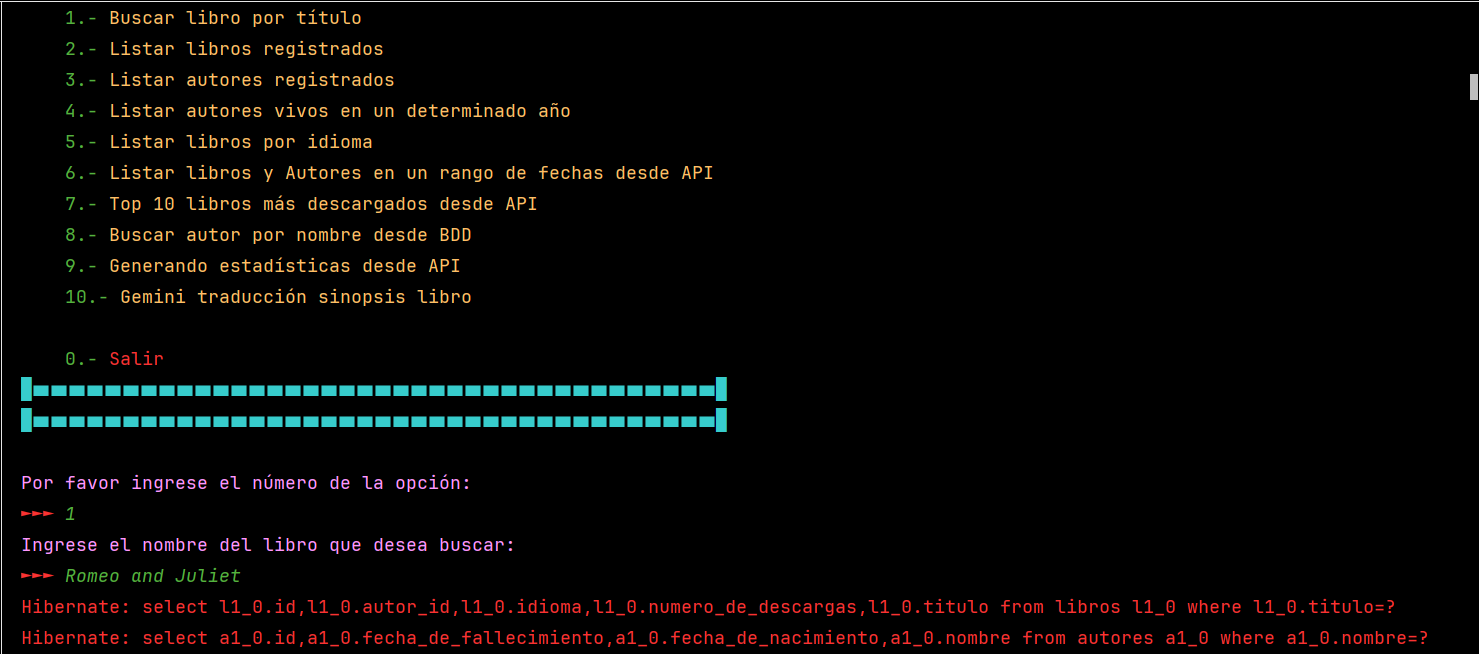 1.- Buscar libro por título
2.- Listar libros registrados
3.- Listar autores registrados
4.- Listar autores vivos en un determinado año
5.- Listar libros por idioma
6.- Listar libros y Autores en un rango de fechas desde API
7.- Top 10 libros más descargados desde API
8.- Buscar autor por nombre desde BDD
9.- Generando estadísticas desde API
10.- Gemini traducción sinopsis libro
0.- Salir
Por favor ingrese el número de la opción:
►►► 1
Ingrese el nombre del libro que desea buscar:
►►► Romeo and Juliet
Hibernate: select l1_0.id,l1_0.autor_id,l1_0.idioma,l1_0.numero_de_descargas,l1_0.titulo from libros l1_0 where l1_0.titulo=?
Hibernate: select a1_0.id,a1_0.fecha_de_fallecimiento,a1_0.fecha_de_nacimiento,a1_0.nombre from autores a1_0 where a1_0.nombre=?